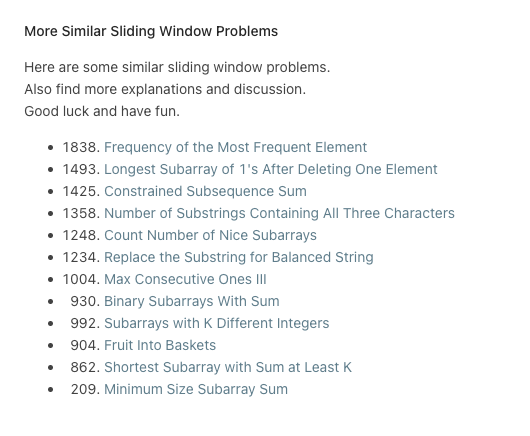 More Similar Sliding Window Problems
Here are some similar sliding window problems.
Also find more explanations and discussion.
Good luck and have fun.
• 1838. Frequency of the Most Frequent Element
• 1493. Longest Subarray of 1's After Deleting One Element
• 1425. Constrained Subsequence Sum
• 1358. Number of Substrings Containing All Three Characters
• 1248. Count Number of Nice Subarrays
• 1234. Replace the Substring for Balanced String
• 1004. Max Consecutive Ones III
• 930. Binary Subarrays With Sum
• 992. Subarrays with K Different Integers
• 904. Fruit Into Baskets
• 862. Shortest Subarray with Sum at Least K
• 209. Minimum Size Subarray Sum